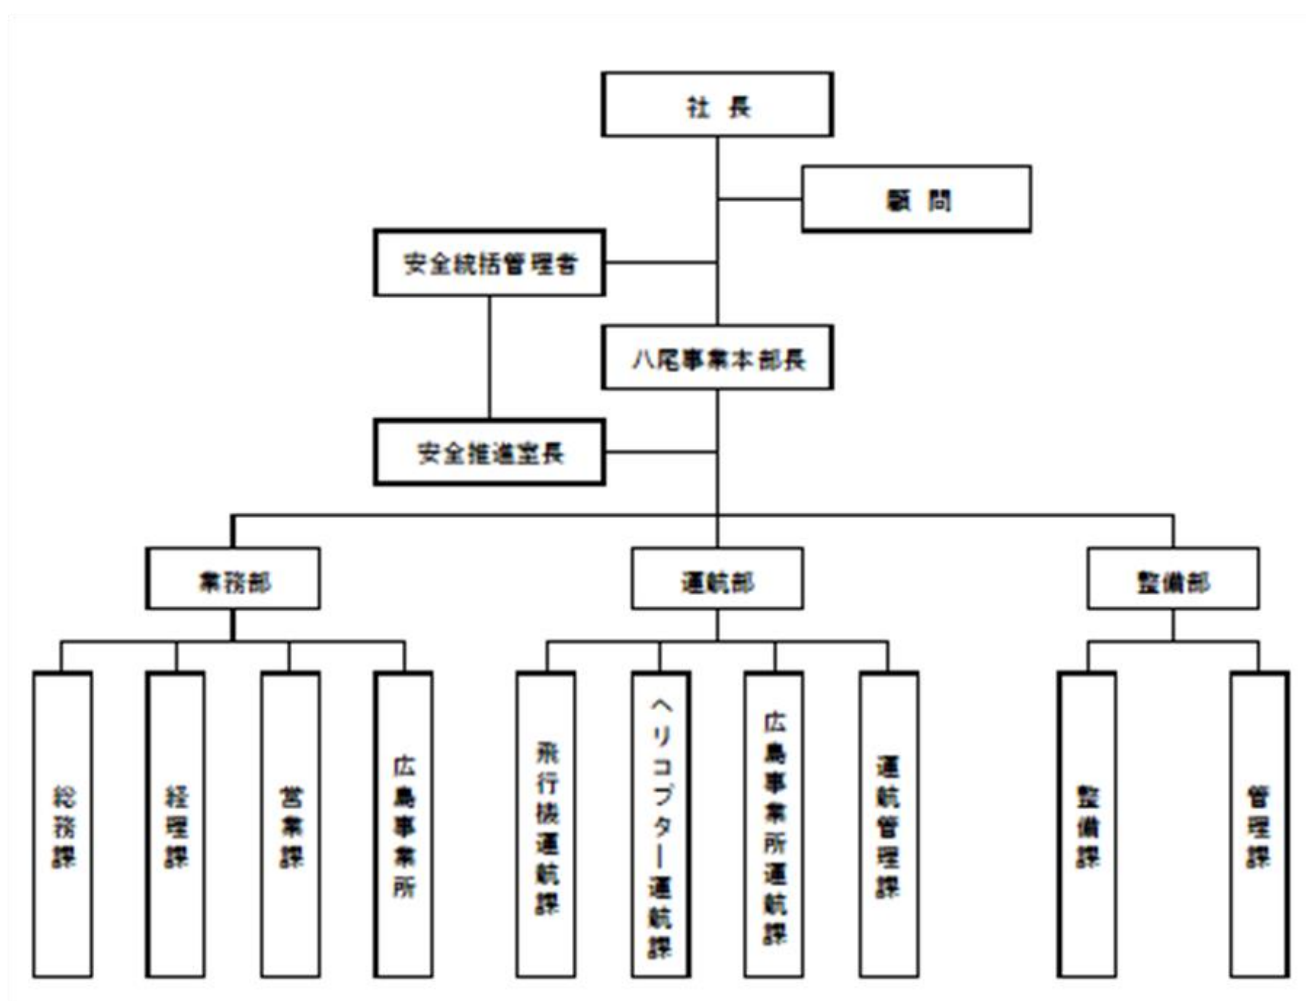 社長
顧問
安全統括管理者
八尾事業本部長
安全推進室長
業務部
運航部
整備部
総務課
経理課
営業課
広島事業所
飛行機運航課
ヘリコプター運航課
広島事業所運航課
運航管理課
整備課
管理課